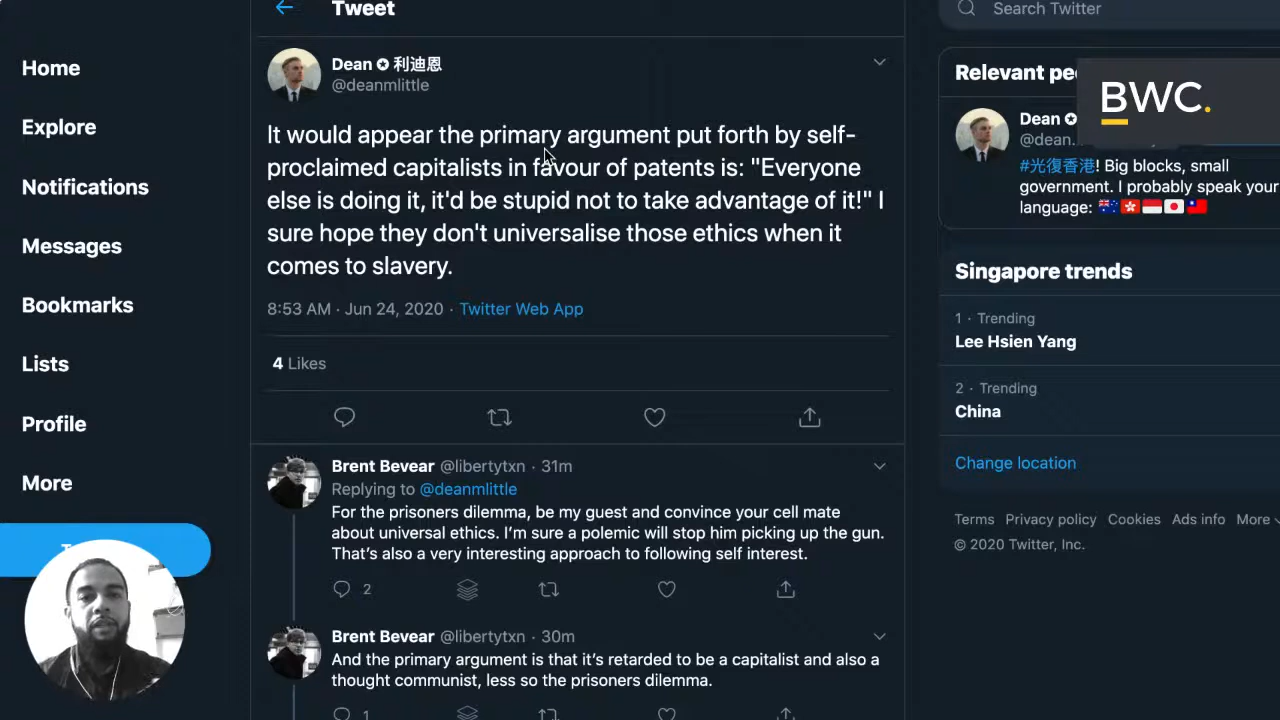 Tweet
Search Twitter
Home
Explore
Notifications
Messages
Bookmarks
Lists
Profile
More
Dean ✪ 利迪恩
@deanmlittle
It would appear the primary argument put forth by self-
proclaimed capitalists in favour of patents is: "Everyone
else is doing it, it'd be stupid not to take advantage of it!" I
sure hope they don't universalise those ethics when it
comes to slavery.
8:53 AM · Jun 24, 2020 · Twitter Web App
4 Likes
Brent Bevear @libertytxn · 31m
Replying to @deanmlittle
For the prisoners dilemma, be my guest and convince your cell mate
about universal ethics. I'm sure a polemic will stop him picking up the gun.
That's also a very interesting approach to following self interest.
2
Brent Bevear @libertytxn · 30m
And the primary argument is that it's retarded to be a capitalist and also a
thought communist, less so the prisoners dilemma.
1
Relevant
BWC.
Dean ✪
@dean
#光復香港! Big blocks, small
government. I probably speak your
language: 🇦🇺🇭🇰🇮🇩🇯🇵🇹🇼
Singapore trends
1 · Trending
Lee Hsien Yang
2 · Trending
China
Change location
Terms Privacy policy Cookies Ads info More
© 2020 Twitter, Inc.